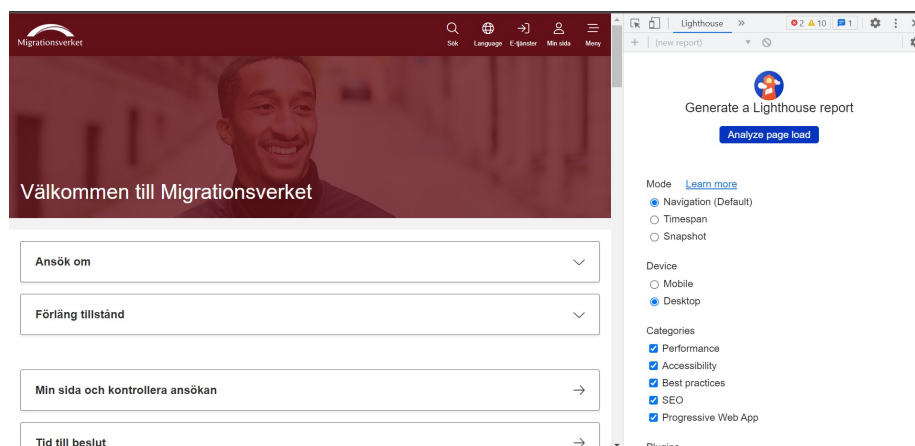 Migrationsverket
Sök
Language
E-tjänster
Min sida
Meny
Välkommen till Migrationsverket
Ansök om
Förläng tillstånd
Min sida och kontrollera ansökan
Tid till beslut
Lighthouse
2
10
1
(new report)
Generate a Lighthouse report
Analyze page load
Mode Learn more
Navigation (Default)
Timespan
Snapshot
Device
Mobile
Desktop
Categories
Performance
Accessibility
Best practices
SEO
Progressive Web App